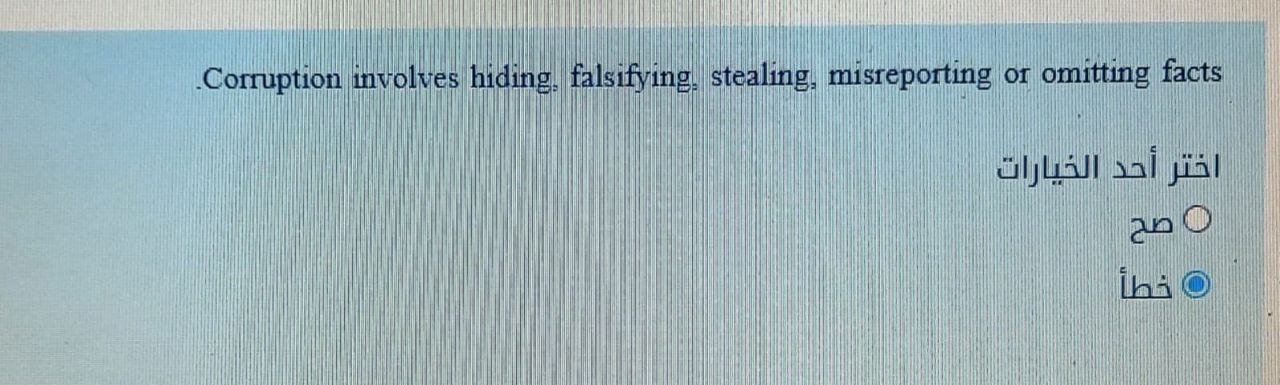 .Corruption involves hiding, falsifying, stealing, misreporting or omitting facts
اختر أحد الخيارات
صح
خطأ